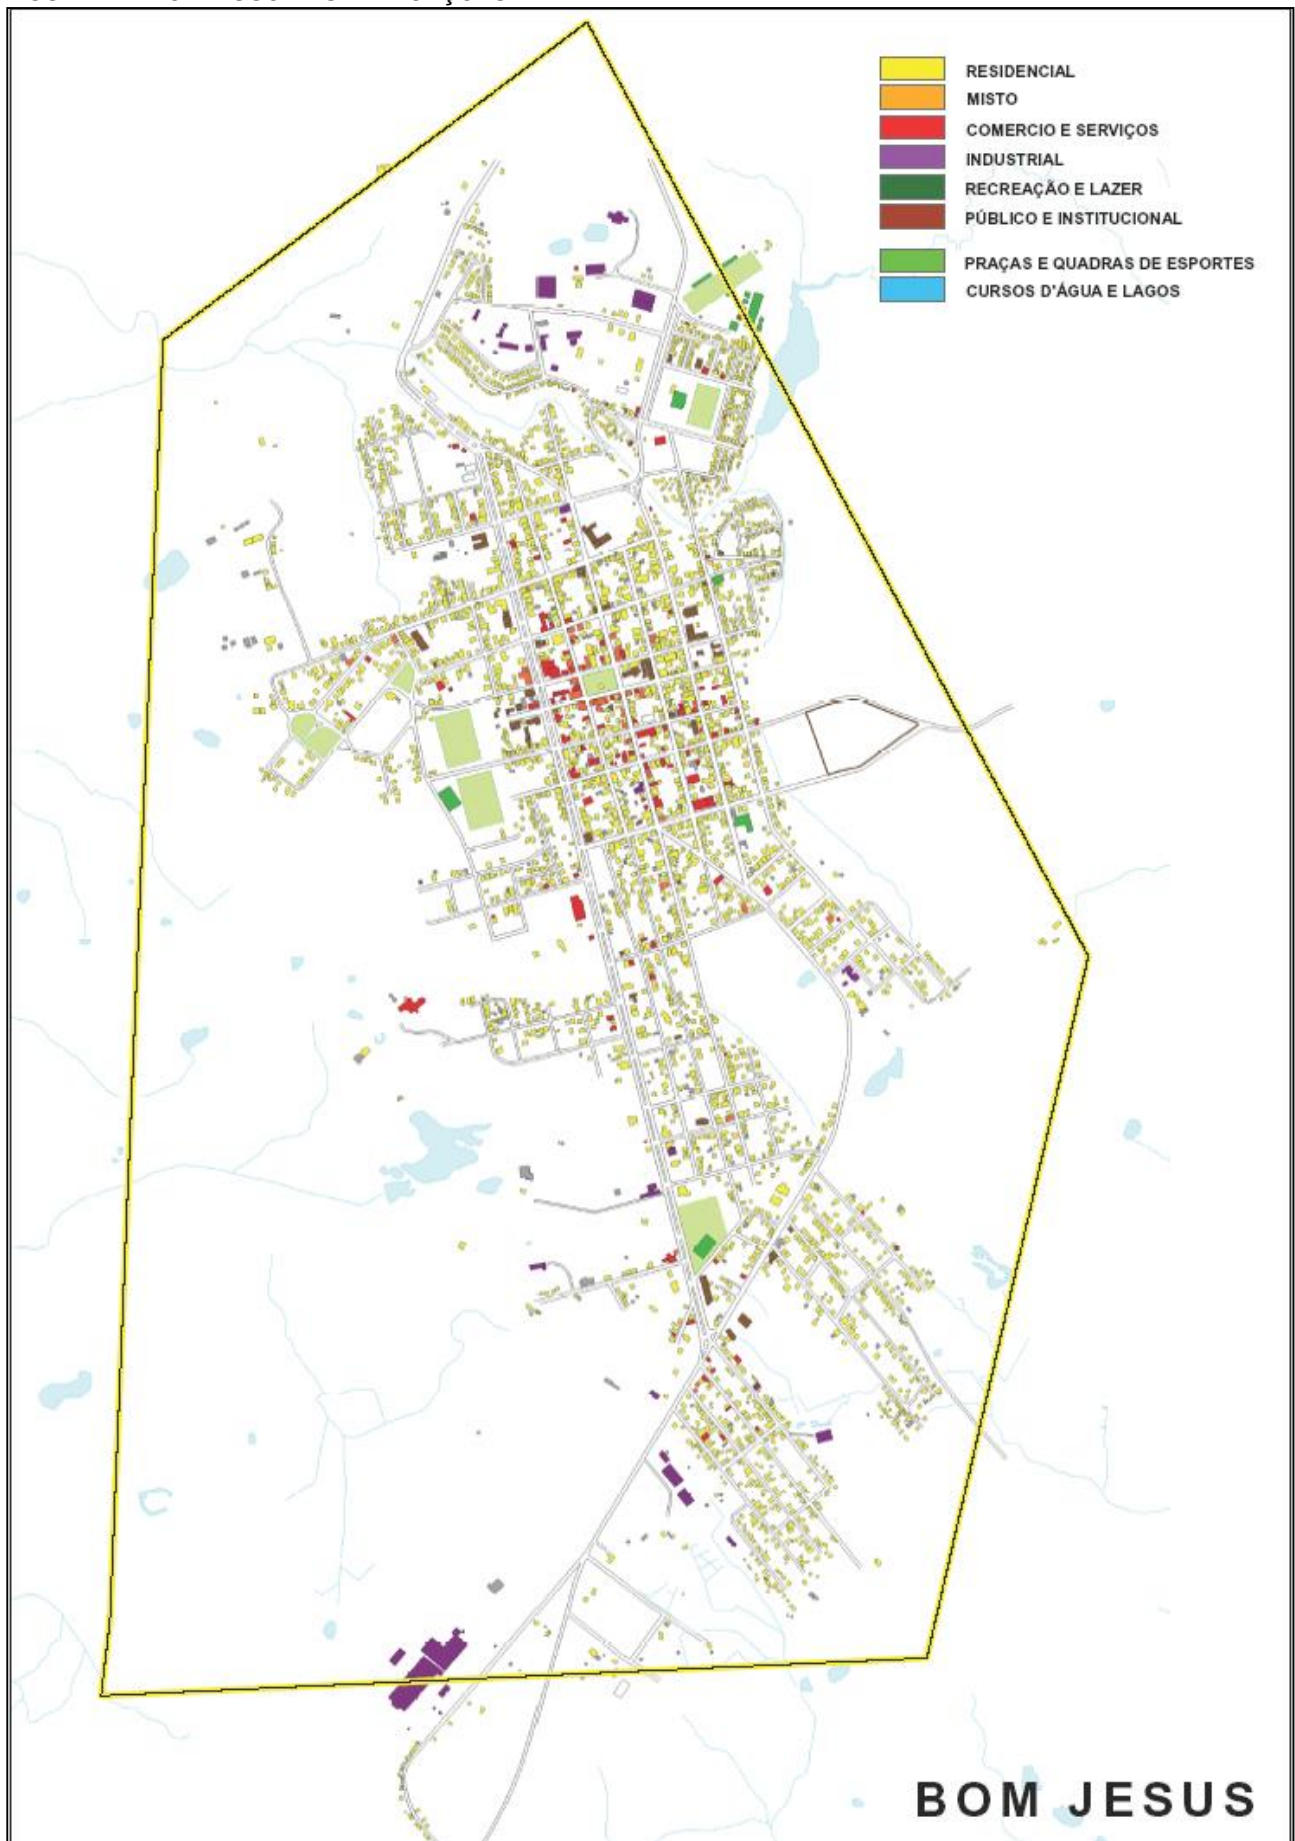 RESIDENCIAL
MISTO
COMERCIO E SERVIÇOS
INDUSTRIAL
RECREAÇÃO E LAZER
PÚBLICO E INSTITUCIONAL
PRAÇAS E QUADRAS DE ESPORTES
CURSOS D'ÁGUA E LAGOS
BOM JESUS